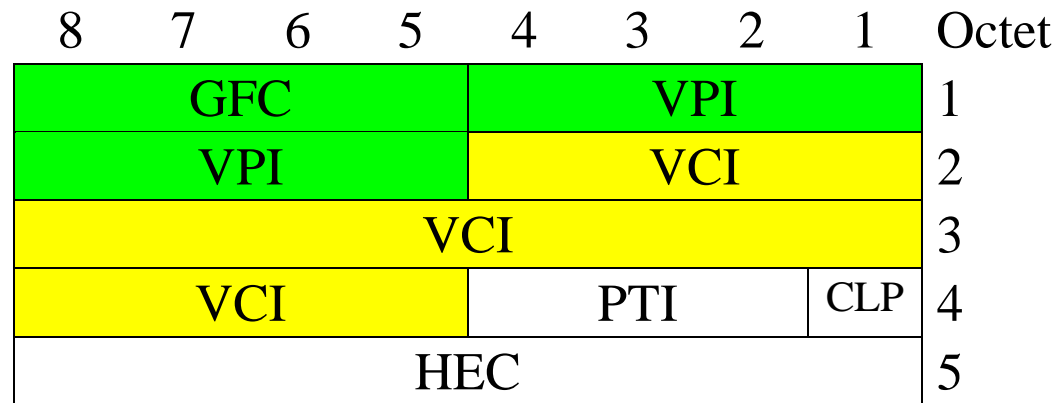 8 7 6 5 4 3 2 1 Octet
GFC VPI 1
VPI VCI 2
VCI 3
VCI PTI CLP 4
HEC 5